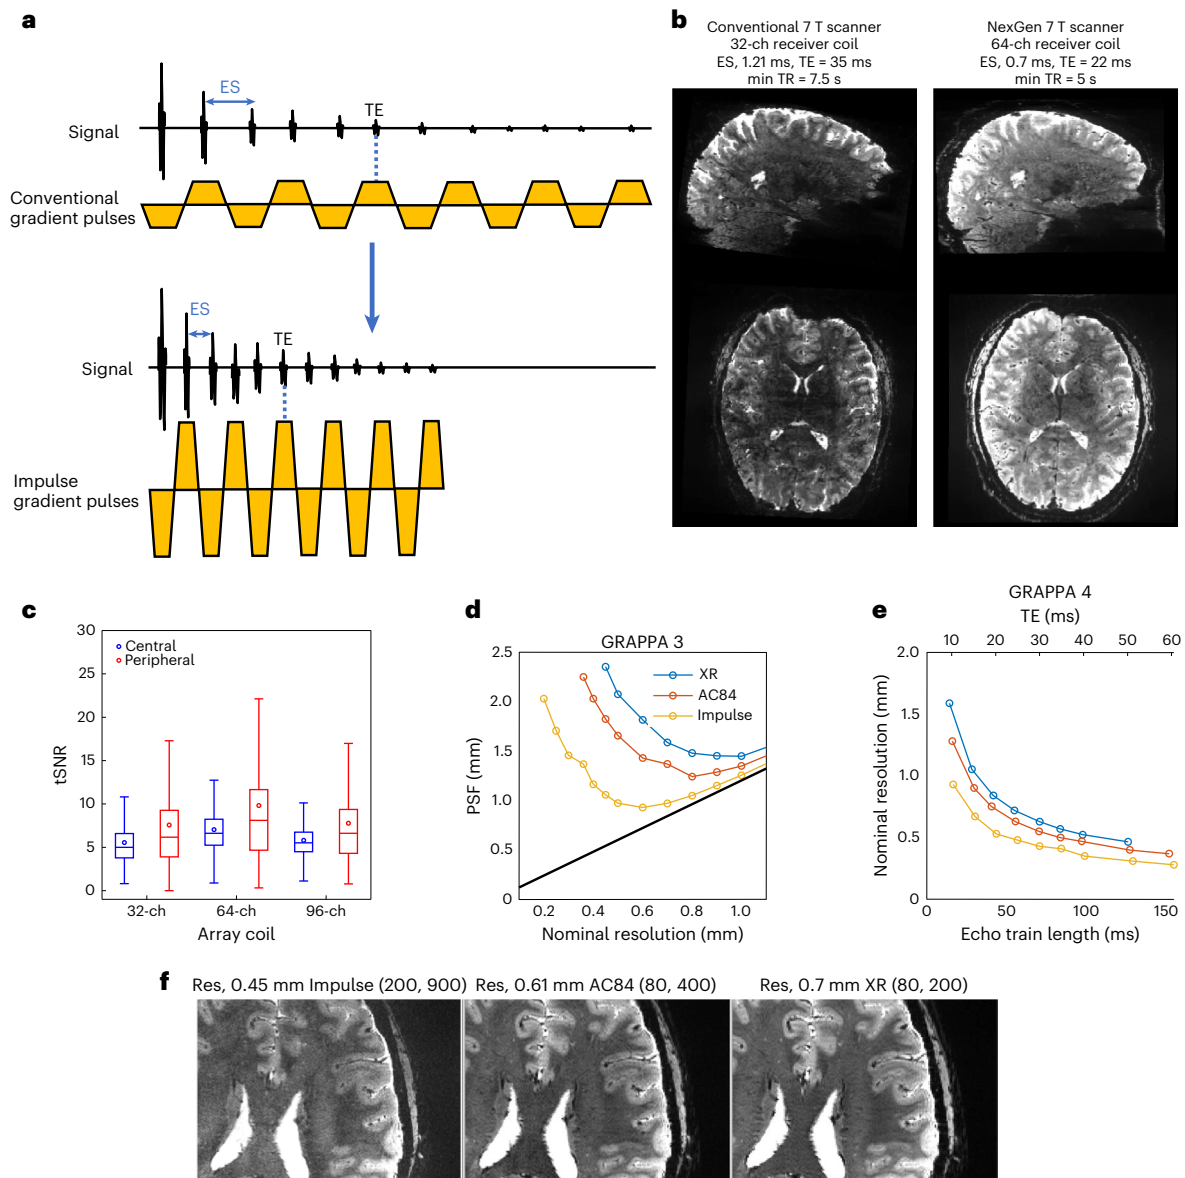 a
ES
TE
Signal
Conventional
gradient pulses
ES
TE
Signal
Impulse
gradient pulses
b
Conventional 7 T scanner
32-ch receiver coil
ES, 1.21 ms, TE = 35 ms
min TR = 7.5 s
NexGen 7 T scanner
64-ch receiver coil
ES, 0.7 ms, TE = 22 ms
min TR = 5 s
c
30
25
20
15
10
5
0
tSNR
Central
Peripheral
32-ch
64-ch
96-ch
Array coil
d
GRAPPA 3
2.5
2.0
1.5
1.0
0.5
0
PSF (mm)
XR
AC84
Impulse
0.2
0.4
0.6
0.8
1.0
Nominal resolution (mm)
e
GRAPPA 4
TE (ms)
10
20
30
40
50
60
2.0
1.5
1.0
0.5
0
Nominal resolution (mm)
0
50
100
150
Echo train length (ms)
f
Res, 0.45 mm Impulse (200, 900)
Res, 0.61 mm AC84 (80, 400)
Res, 0.7 mm XR (80, 200)